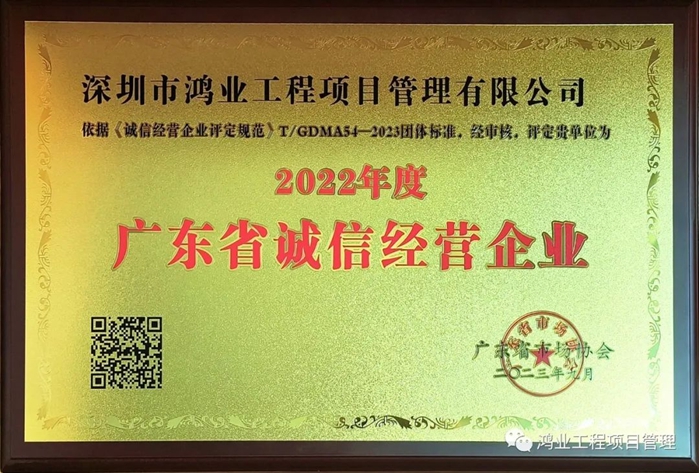 深圳市鸿业工程项目管理有限公司
依据《诚信经营企业评定规范》T/GDMA54—2023团体标准，经审核，评定贵单位为
2022年度
广东省诚信经营企业
广东省市场协会
二〇二三年九月
鸿业工程项目管理